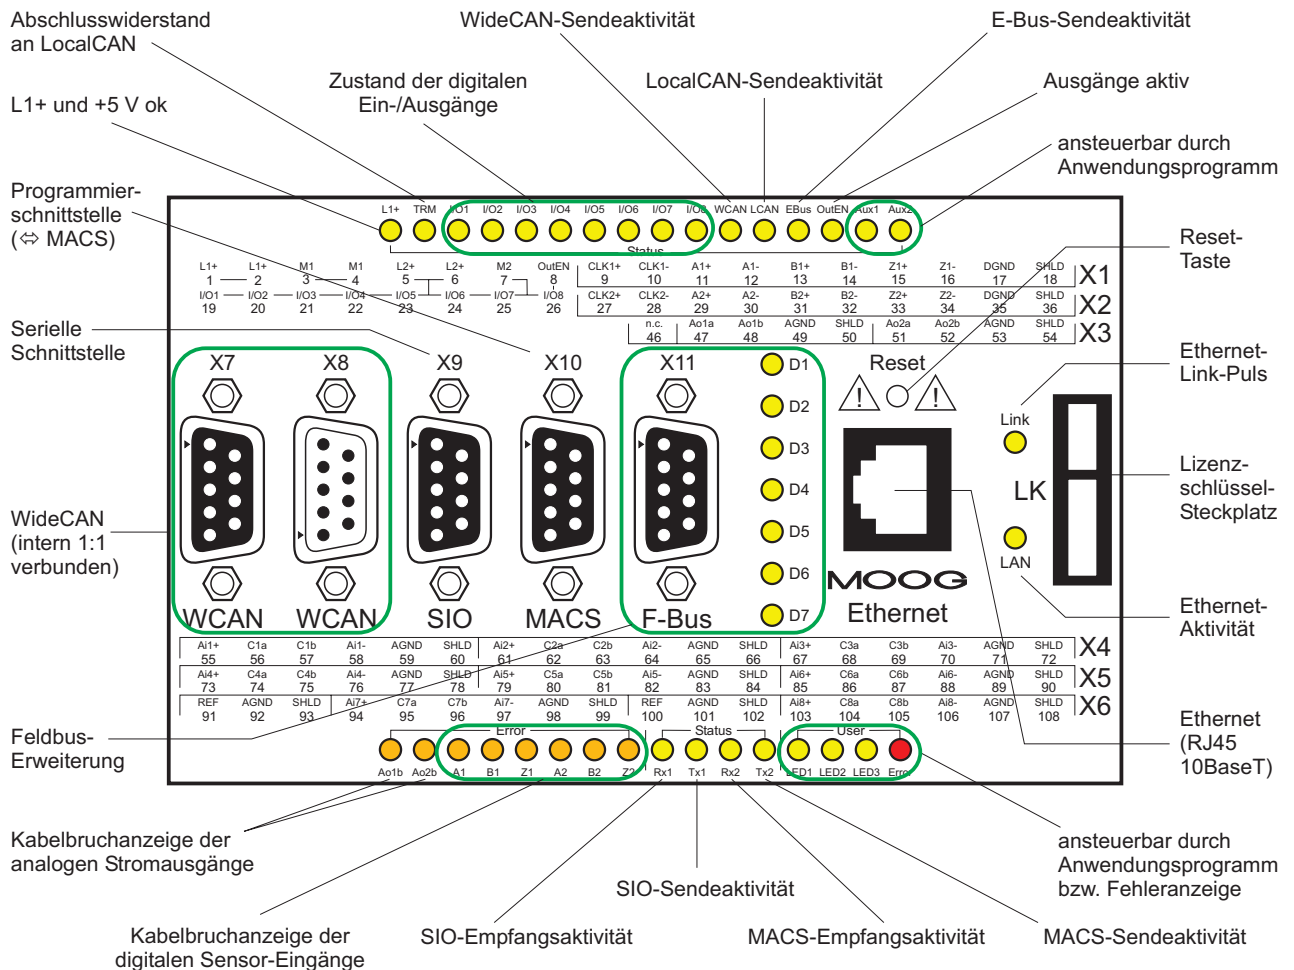 Abschlusswiderstand
an LocalCAN
WideCAN-Sendeaktivität
E-Bus-Sendeaktivität
Zustand der digitalen
Ein-/Ausgänge
LocalCAN-Sendeaktivität
Ausgänge aktiv
L1+ und +5 V ok
ansteuerbar durch
Anwendungsprogramm
Programmier-
schnittstelle
(⇔ MACS)
L1+ TRM I/O1 I/O2 I/O3 I/O4 I/O5 I/O6 I/O7 I/O8 WCAN LCAN EBus OutEN Aux1 Aux2
Status
Reset-
Taste
L1+ L1+ M1 M1 L2+ L2+ M2 OutEN CLK1+ CLK1- A1+ A1- B1+ B1- Z1+ Z1- DGND SHLD
1 2 3 4 5 6 7 8 9 10 11 12 13 14 15 16 17 18 X1
I/O1 I/O2 I/O3 I/O4 I/O5 I/O6 I/O7 I/O8 CLK2+ CLK2- A2+ A2- B2+ B2- Z2+ Z2- DGND SHLD
19 20 21 22 23 24 25 26 27 28 29 30 31 32 33 34 35 36 X2
n.c. Ao1a Ao1b AGND SHLD Ao2a Ao2b AGND SHLD
46 47 48 49 50 51 52 53 54 X3
Serielle
Schnittstelle
X7 X8 X9 X10 X11
D1
D2
D3
D4
D5
D6
D7
Reset
! !
Ethernet-
Link-Puls
Link
LK
LAN
Lizenz-
schlüssel-
Steckplatz
WideCAN
(intern 1:1
verbunden)
MOOG
Ethernet
WCAN WCAN SIO MACS F-Bus
Ethernet-
Aktivität
Ai1+ C1a C1b Ai1- AGND SHLD Ai2+ C2a C2b Ai2- AGND SHLD Ai3+ C3a C3b Ai3- AGND SHLD
55 56 57 58 59 60 61 62 63 64 65 66 67 68 69 70 71 72 X4
Ai4+ C4a C4b Ai4- AGND SHLD Ai5+ C5a C5b Ai5- AGND SHLD Ai6+ C6a C6b Ai6- AGND SHLD
73 74 75 76 77 78 79 80 81 82 83 84 85 86 87 88 89 90 X5
REF AGND SHLD Ai7+ C7a C7b Ai7- AGND SHLD REF AGND SHLD Ai8+ C8a C8b Ai8- AGND SHLD
91 92 93 94 95 96 97 98 99 100 101 102 103 104 105 106 107 108 X6
Error Status User
Ao1b Ao2b A1 B1 Z1 A2 B2 Z2 Rx1 Tx1 Rx2 Tx2 LED1 LED2 LED3 Error
Feldbus-
Erweiterung
Ethernet
(RJ45
10BaseT)
Kabelbruchanzeige der
analogen Stromausgänge
ansteuerbar durch
Anwendungsprogramm
bzw. Fehleranzeige
SIO-Sendeaktivität
Kabelbruchanzeige der
digitalen Sensor-Eingänge
SIO-Empfangsaktivität
MACS-Empfangsaktivität
MACS-Sendeaktivität